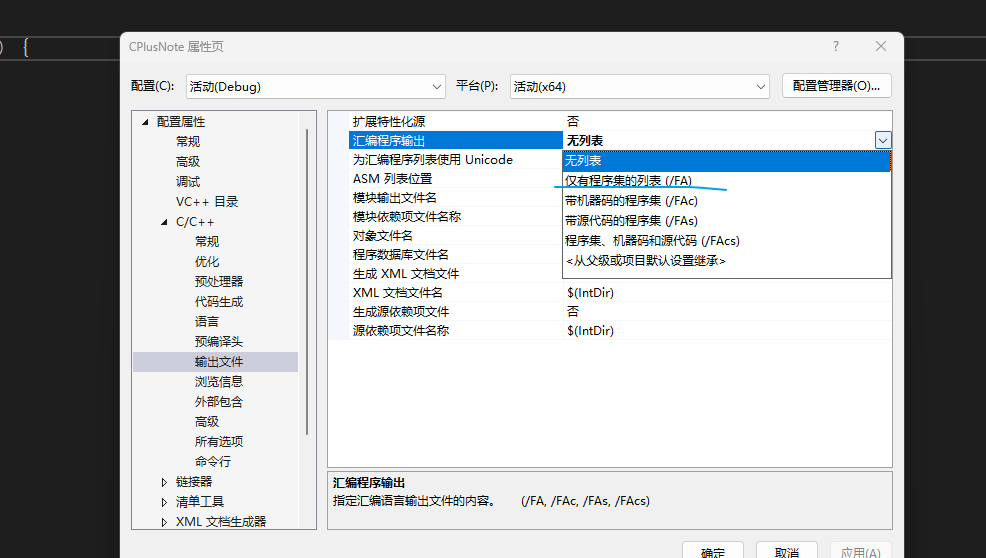 ) {
CPlusNote 属性页
?
配置(C):
活动(Debug)
平台(P):
活动(x64)
配置管理器(O)...
配置属性
常规
高级
调试
VC++ 目录
C/C++
常规
优化
预处理器
代码生成
语言
预编译头
输出文件
浏览信息
外部包含
高级
所有选项
命令行
链接器
清单工具
XML 文档生成器
扩展特性化源 否
汇编程序输出 无列表
为汇编程序列表使用 Unicode
ASM 列表位置
模块输出文件名
模块依赖项文件名称
对象文件名
程序数据库文件名
生成 XML 文档文件
XML 文档文件名 $(IntDir)
生成源依赖项文件 否
源依赖项文件名称 $(IntDir)
无列表
仅有程序集的列表 (/FA)
带机器码的程序集 (/FAc)
带源代码的程序集 (/FAs)
程序集、机器码和源代码 (/FAcs)
<从父级或项目默认设置继承>
汇编程序输出
指定汇编语言输出文件的内容。 (/FA, /FAc, /FAs, /FAcs)
确定
取消
应用(A)